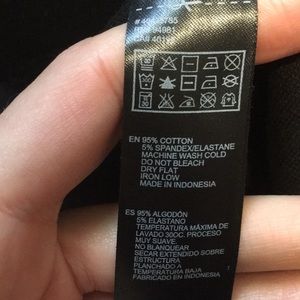 EN 95% COTTON
5% SPANDEX/ELASTANE
MACHINE WASH COLD
DO NOT BLEACH
DRY FLAT
IRON LOW
MADE IN INDONESIA
ES 95% ALGODÓN
5% ELASTANO
TEMPERATURA MÁXIMA DE
LAVADO 30OC. PROCESO
MUY SUAVE.
NO BLANQUEAR
SECAR EXTENDIDO SOBRE
ESTRUCTURA
PLANCHADO A
TEMPERATURA BAJA
FABRICADO EN INDONESIA